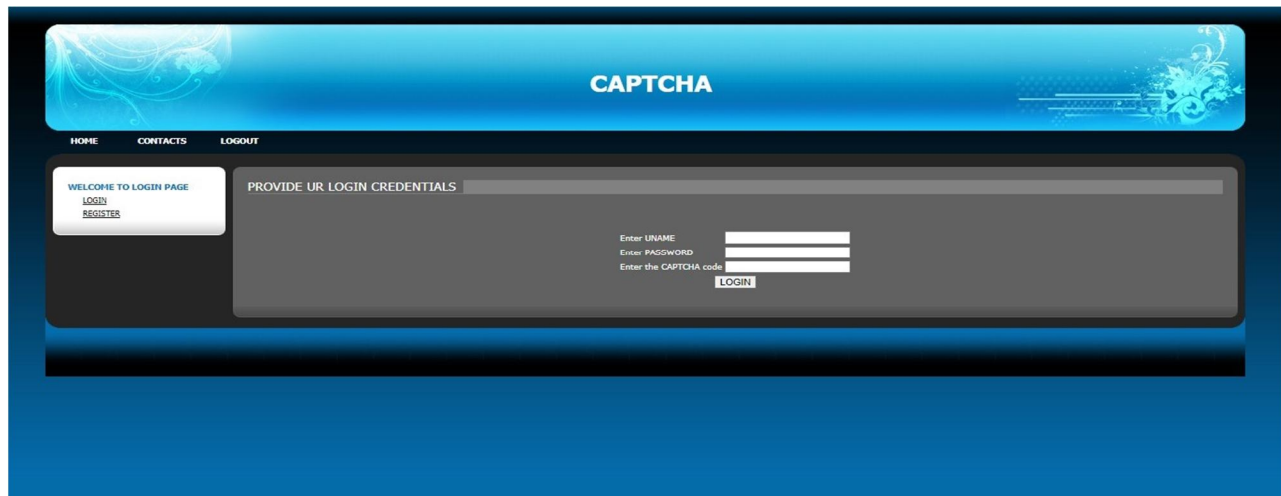 CAPTCHA
HOME CONTACTS LOGOUT
WELCOME TO LOGIN PAGE
LOGIN
REGISTER
PROVIDE UR LOGIN CREDENTIALS
Enter UNAME
Enter PASSWORD
Enter the CAPTCHA code
LOGIN